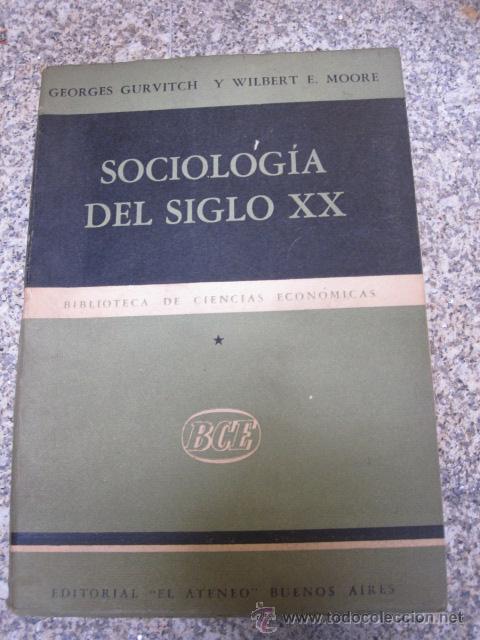 GEORGES GURVITCH Y WILBERT E. MOORE
SOCIOLOGÍA
DEL SIGLO XX
BIBLIOTECA DE CIENCIAS ECONÓMICAS
★
BCE
EDITORIAL "EL ATENEO" BUENOS AIRES
www.todocoleccion.net